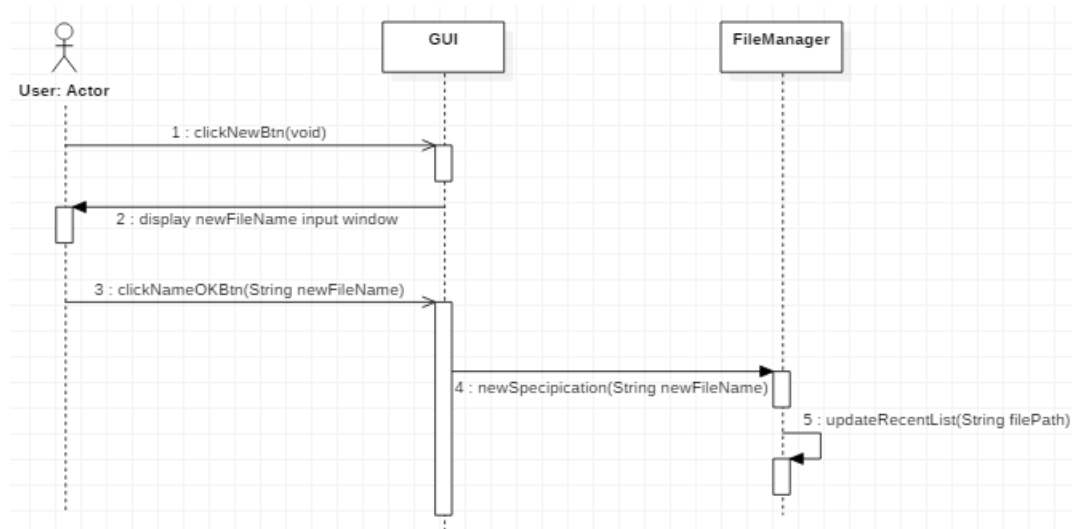 GUI
FileManager
User: Actor
1 : clickNewBtn(void)
2 : display newFileName input window
3 : clickNameOKBtn(String newFileName)
4 : newSpecipication(String newFileName)
5 : updateRecentList(String filePath)